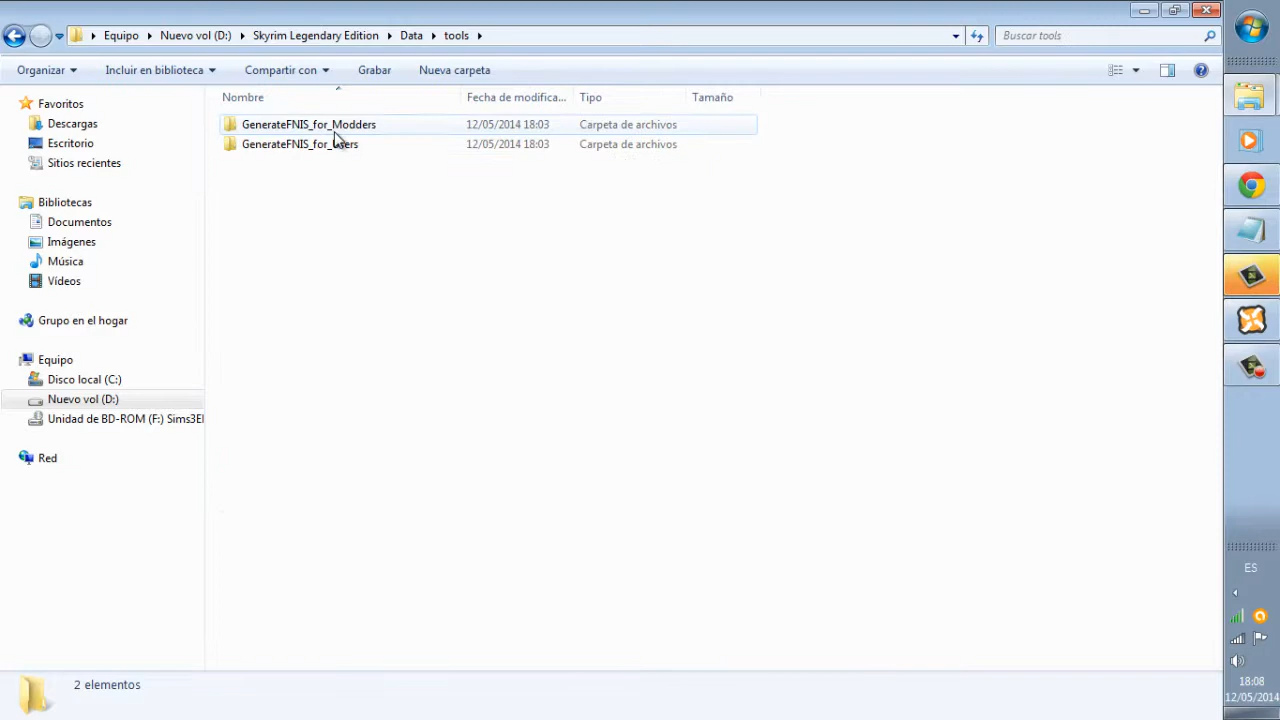 Equipo Nuevo vol (D:) Skyrim Legendary Edition Data tools Buscar tools
Organizar Incluir en biblioteca Compartir con Grabar Nueva carpeta
Nombre Fecha de modifica... Tipo Tamaño
GenerateFNIS_for_Modders 12/05/2014 18:03 Carpeta de archivos
GenerateFNIS_for_Users 12/05/2014 18:03 Carpeta de archivos
Favoritos
Descargas
Escritorio
Sitios recientes
Bibliotecas
Documentos
Imágenes
Música
Vídeos
Grupo en el hogar
Equipo
Disco local (C:)
Nuevo vol (D:)
Unidad de BD-ROM (F:) Sims3E
Red
2 elementos
ES
18:08
12/05/2014